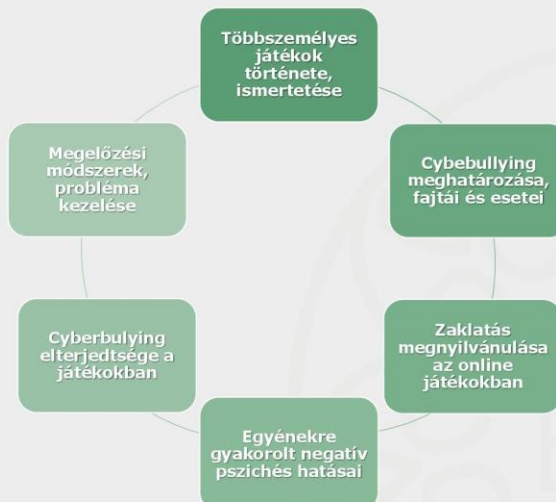 Többszemélyes
játékok
története,
ismertetése
Cybebullying
meghatározása,
fajtái és esetei
Zaklatás
megnyilvánulása
az online
játékokban
Egyénekre
gyakorolt negatív
pszichés hatásai
Cyberbulying
elterjedtsége a
játékokban
Megelőzési
módszerek,
probléma
kezelése